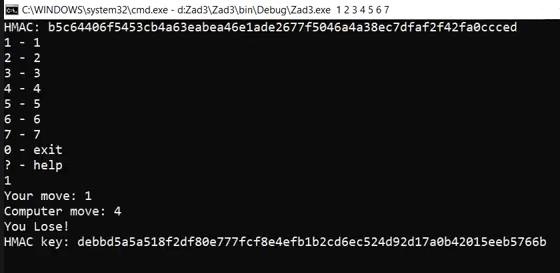 C:\WINDOWS\system32\cmd.exe - d:Zad3\Zad3\bin\Debug\Zad3.exe 1 2 3 4 5 6 7
HMAC: b5c64406f5453cb4a63eabea46e1ade2677f5046a4a38ec7dfaf2f42fa0ccced
1 - 1
2 - 2
3 - 3
4 - 4
5 - 5
6 - 6
7 - 7
0 - exit
? - help
1
Your move: 1
Computer move: 4
You Lose!
HMAC key: debbd5a5a518f2df80e777fcf8e4efb1b2cd6ec524d92d17a0b42015eeb5766b